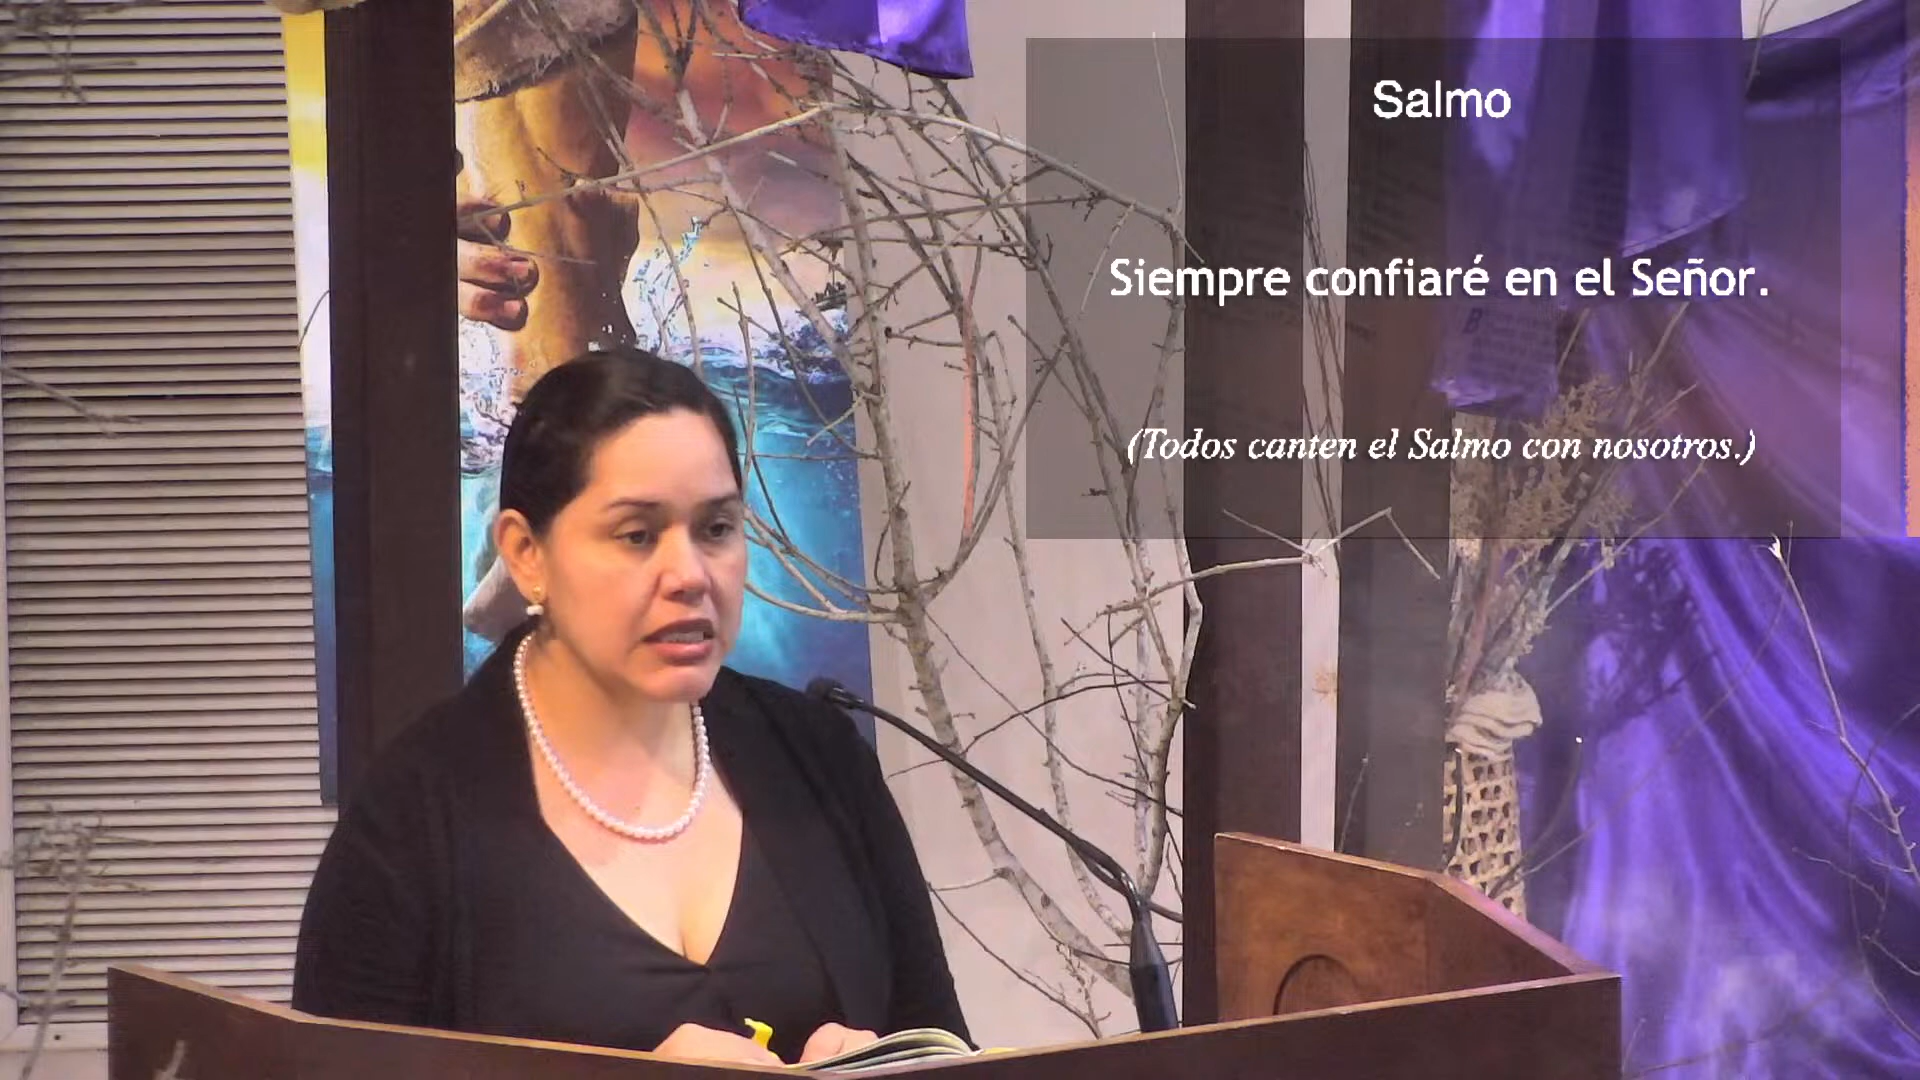 Salmo
Siempre confiaré en el Señor.
(Todos canten el Salmo con nosotros.)